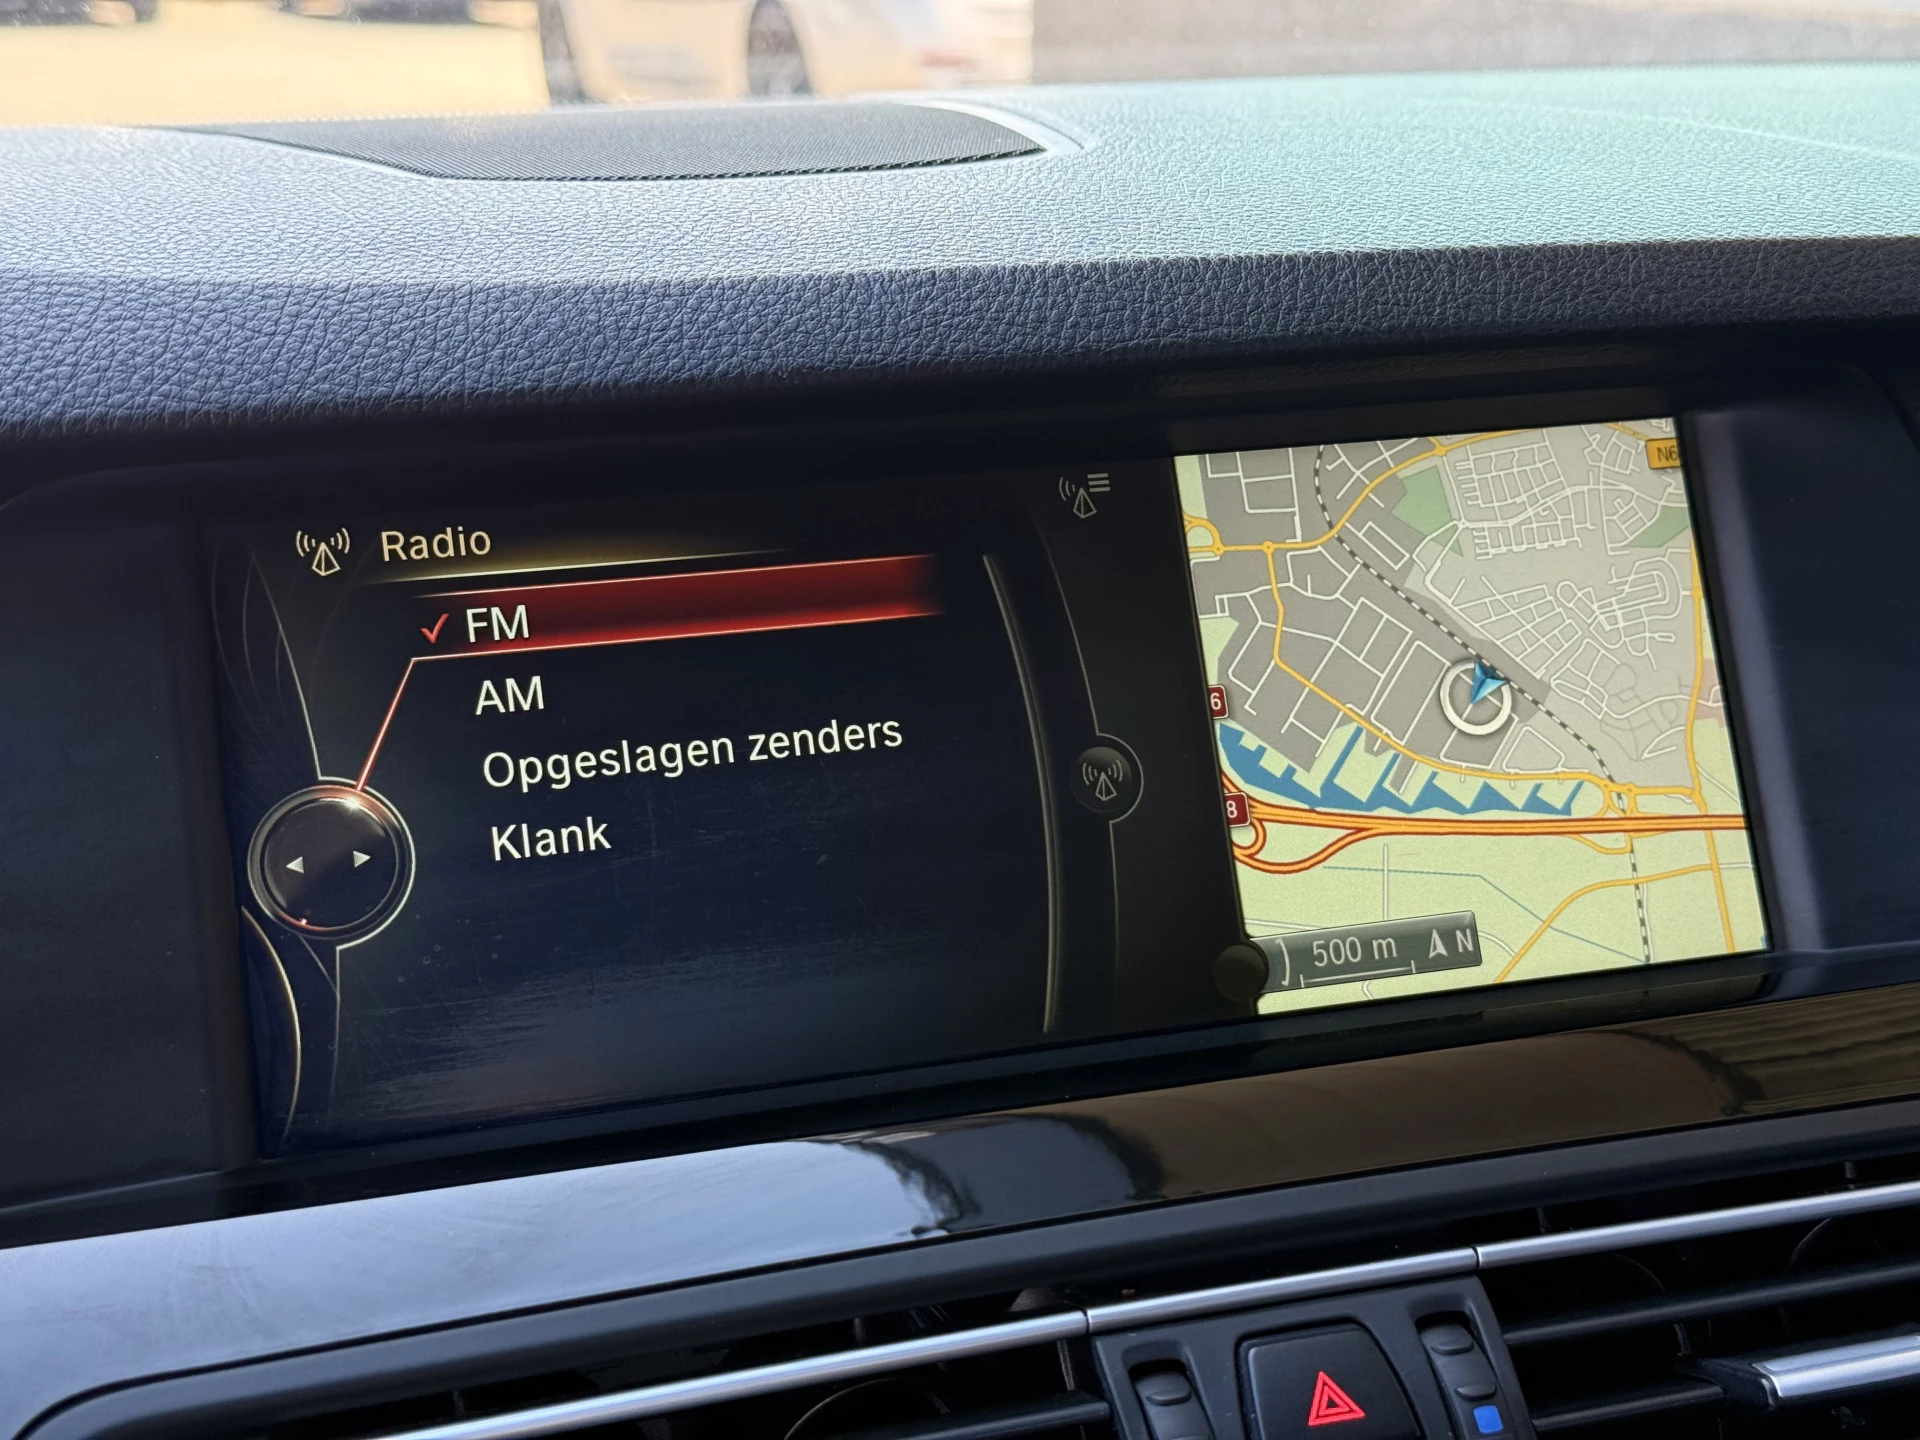 Radio
FM
AM
Opgeslagen zenders
Klank
N6
6
8
500 m N